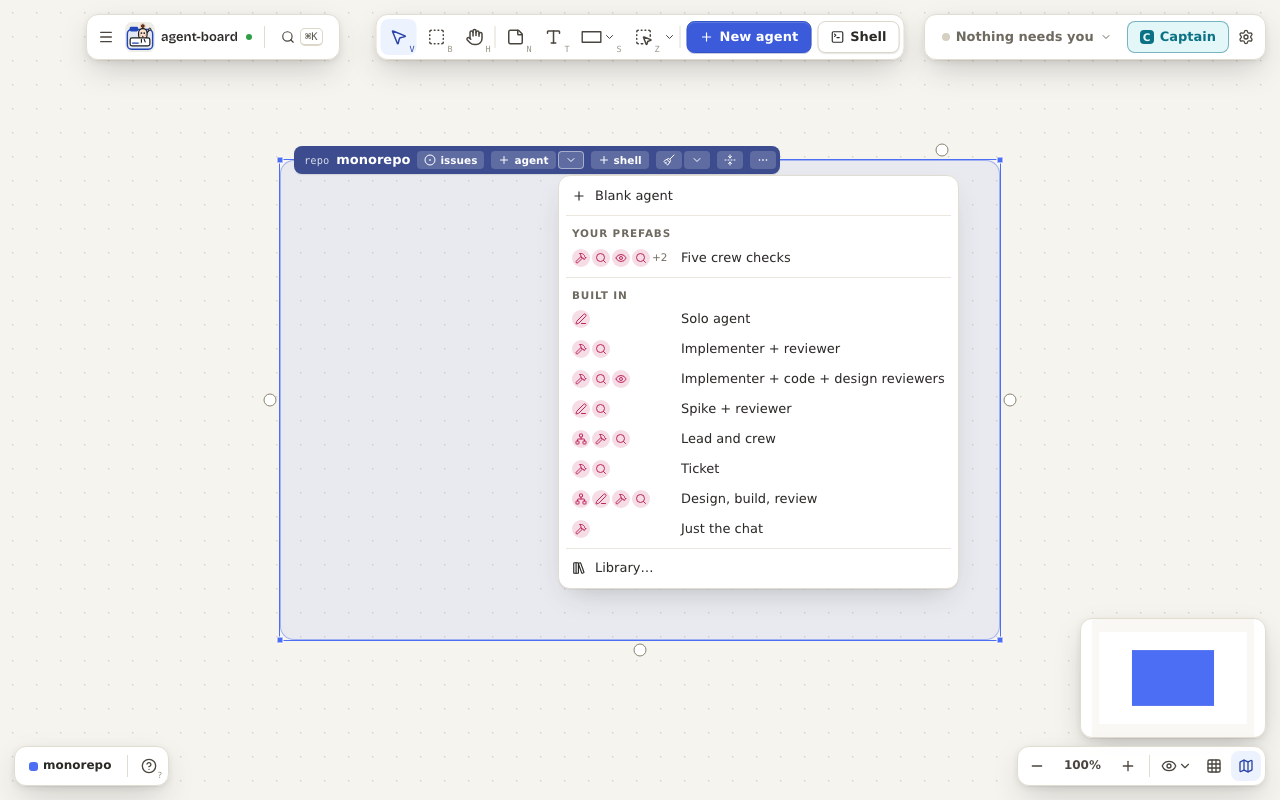 agent-board
⌘K
V
B
H
N
T
S
Z
+ New agent
Shell
Nothing needs you
C Captain
repo monorepo
issues
+ agent
+ shell
Blank agent
YOUR PREFABS
+2 Five crew checks
BUILT IN
Solo agent
Implementer + reviewer
Implementer + code + design reviewers
Spike + reviewer
Lead and crew
Ticket
Design, build, review
Just the chat
Library...
monorepo
?
100%